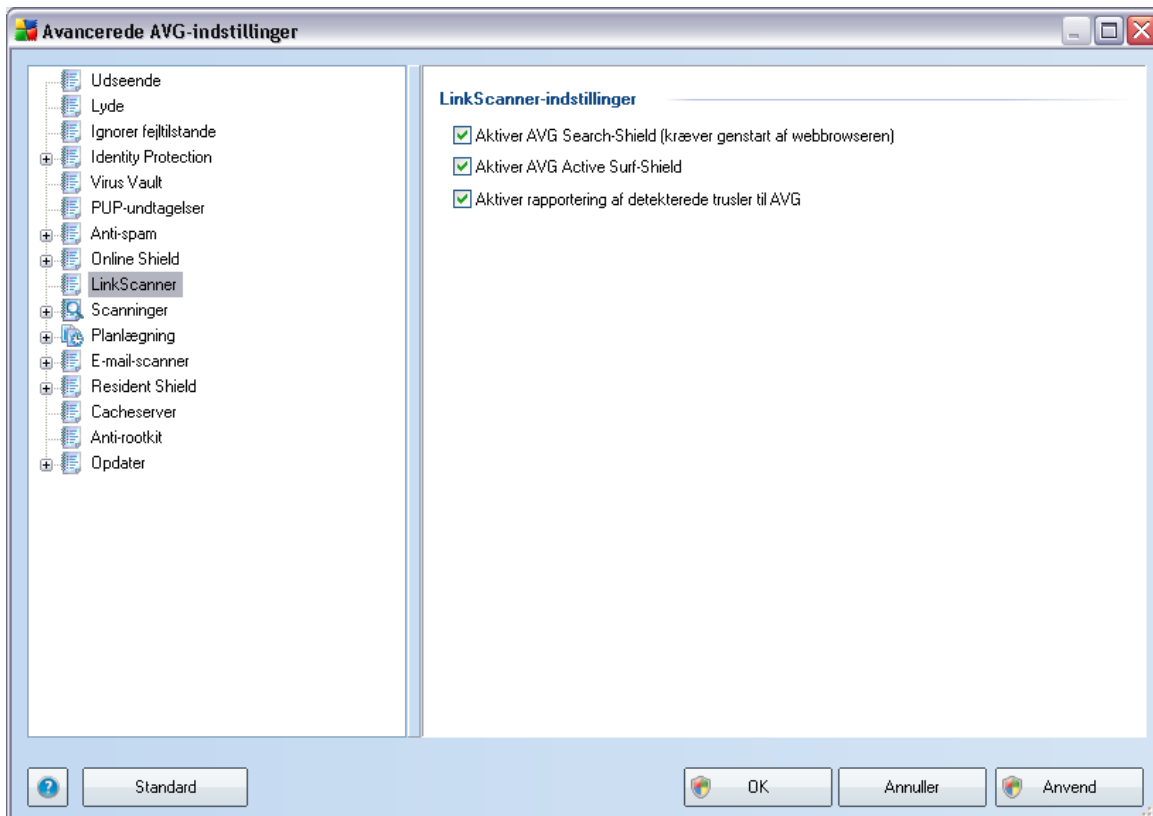 Avancerede AVG-indstillinger
Udseende
Lyde
Ignorer fejltilstande
Identity Protection
Virus Vault
PUP-undtagelser
Anti-spam
Online Shield
LinkScanner
Scanninger
Planlægning
E-mail-scanner
Resident Shield
Cacheserver
Anti-rootkit
Opdater
LinkScanner-indstillinger
Aktiver AVG Search-Shield (kræver genstart af webbrowseren)
Aktiver AVG Active Surf-Shield
Aktiver rapportering af detekterede trusler til AVG
Standard
OK
Annuller
Anvend